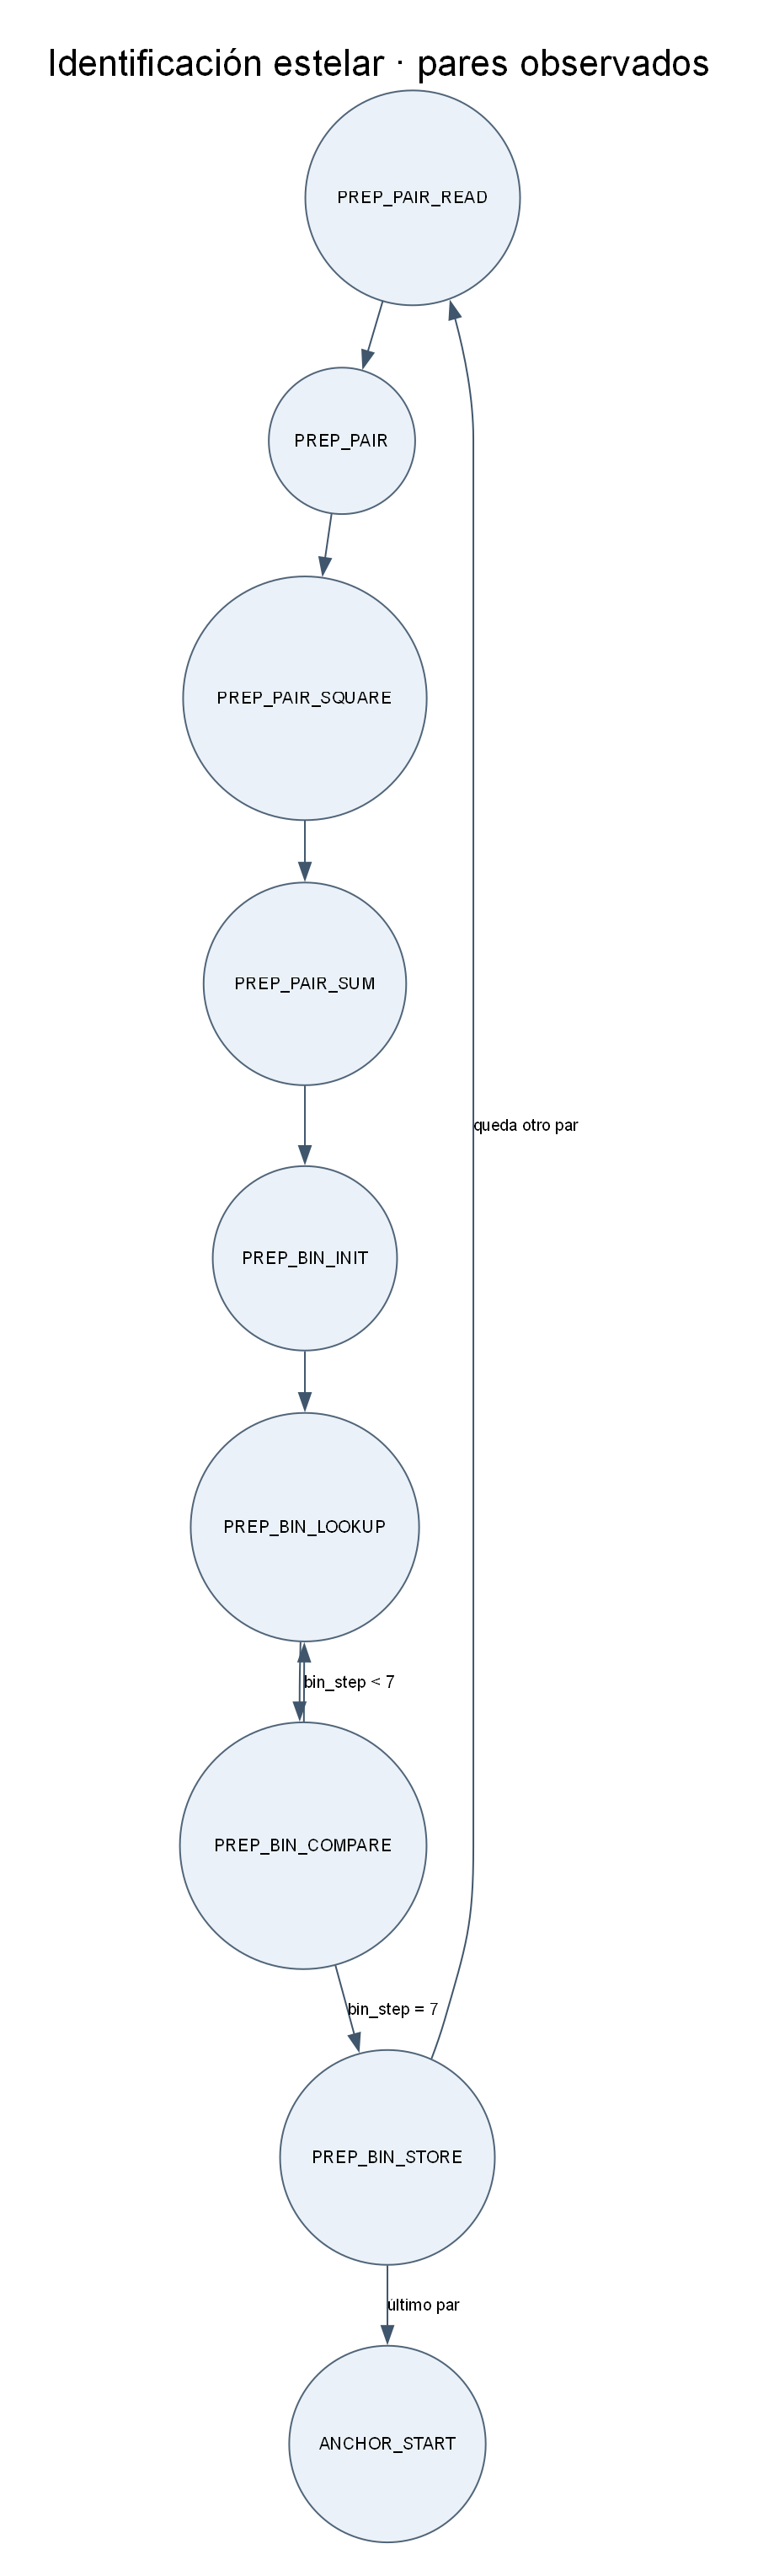 Identificación estelar · pares observados
PREP_PAIR_READ
PREP_PAIR
PREP_PAIR_SQUARE
PREP_PAIR_SUM
queda otro par
PREP_BIN_INIT
PREP_BIN_LOOKUP
bin_step < 7
PREP_BIN_COMPARE
bin_step = 7
PREP_BIN_STORE
último par
ANCHOR_START